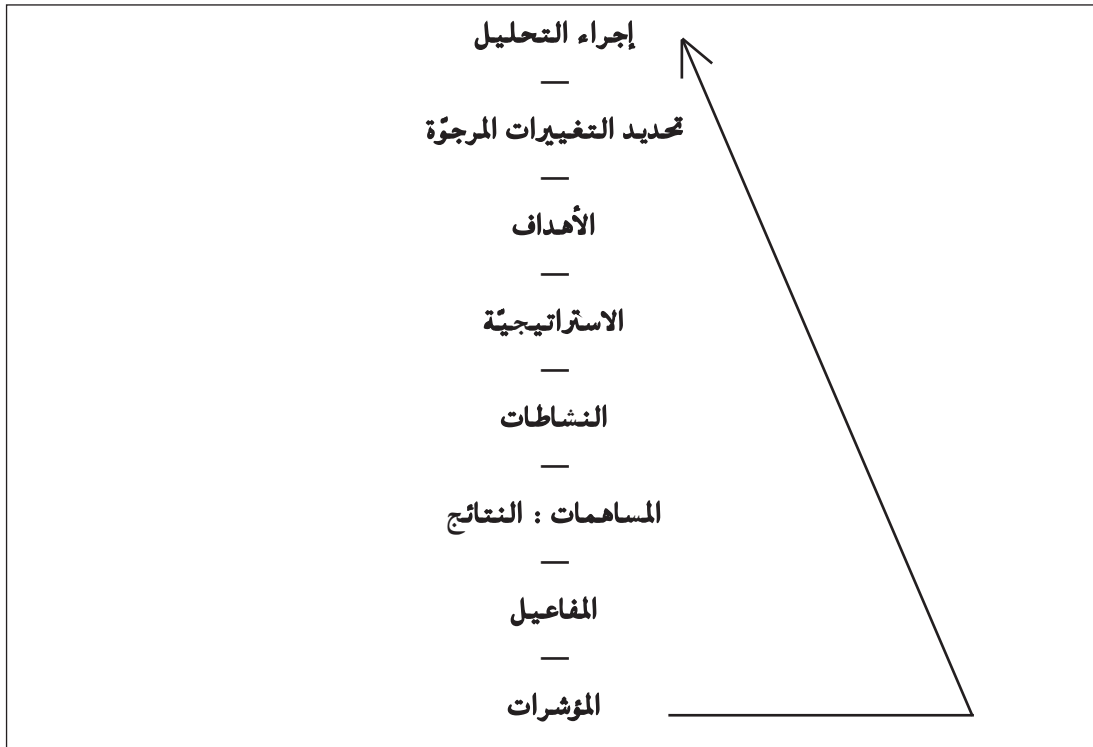 إجراء التحليل
—
تحديد التغييرات المرجوّة
—
الأهداف
—
الاستراتيجيّة
—
النشاطات
—
المساهمات : النتائج
—
المفاعيل
—
المؤشرات